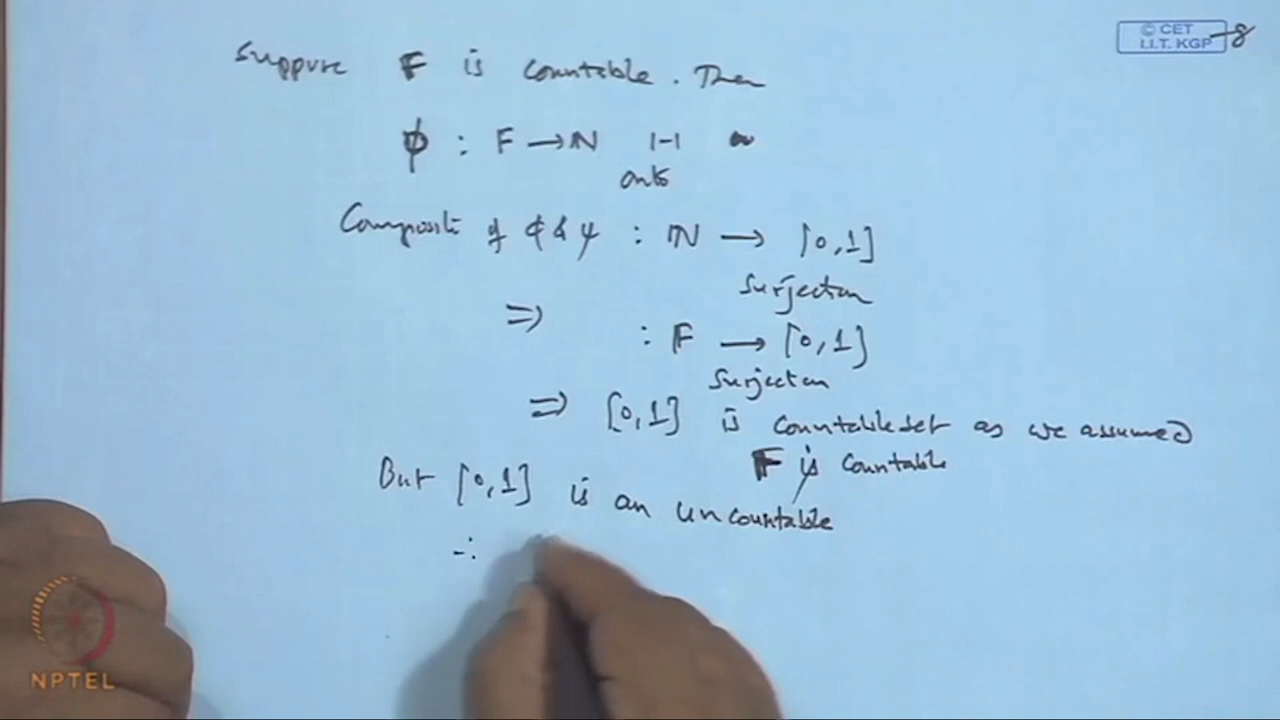 © CET
I.I.T. KGP
-8
Suppose F is countable. Then
φ : F → N 1-1
onto
Composite of φ & ψ : N → [0,1]
Surjection
⇒ : F → [0,1]
Surjection
⇒ [0,1] is countable set as we assumed
F is countable
But [0,1] is an uncountable
∴
NPTEL